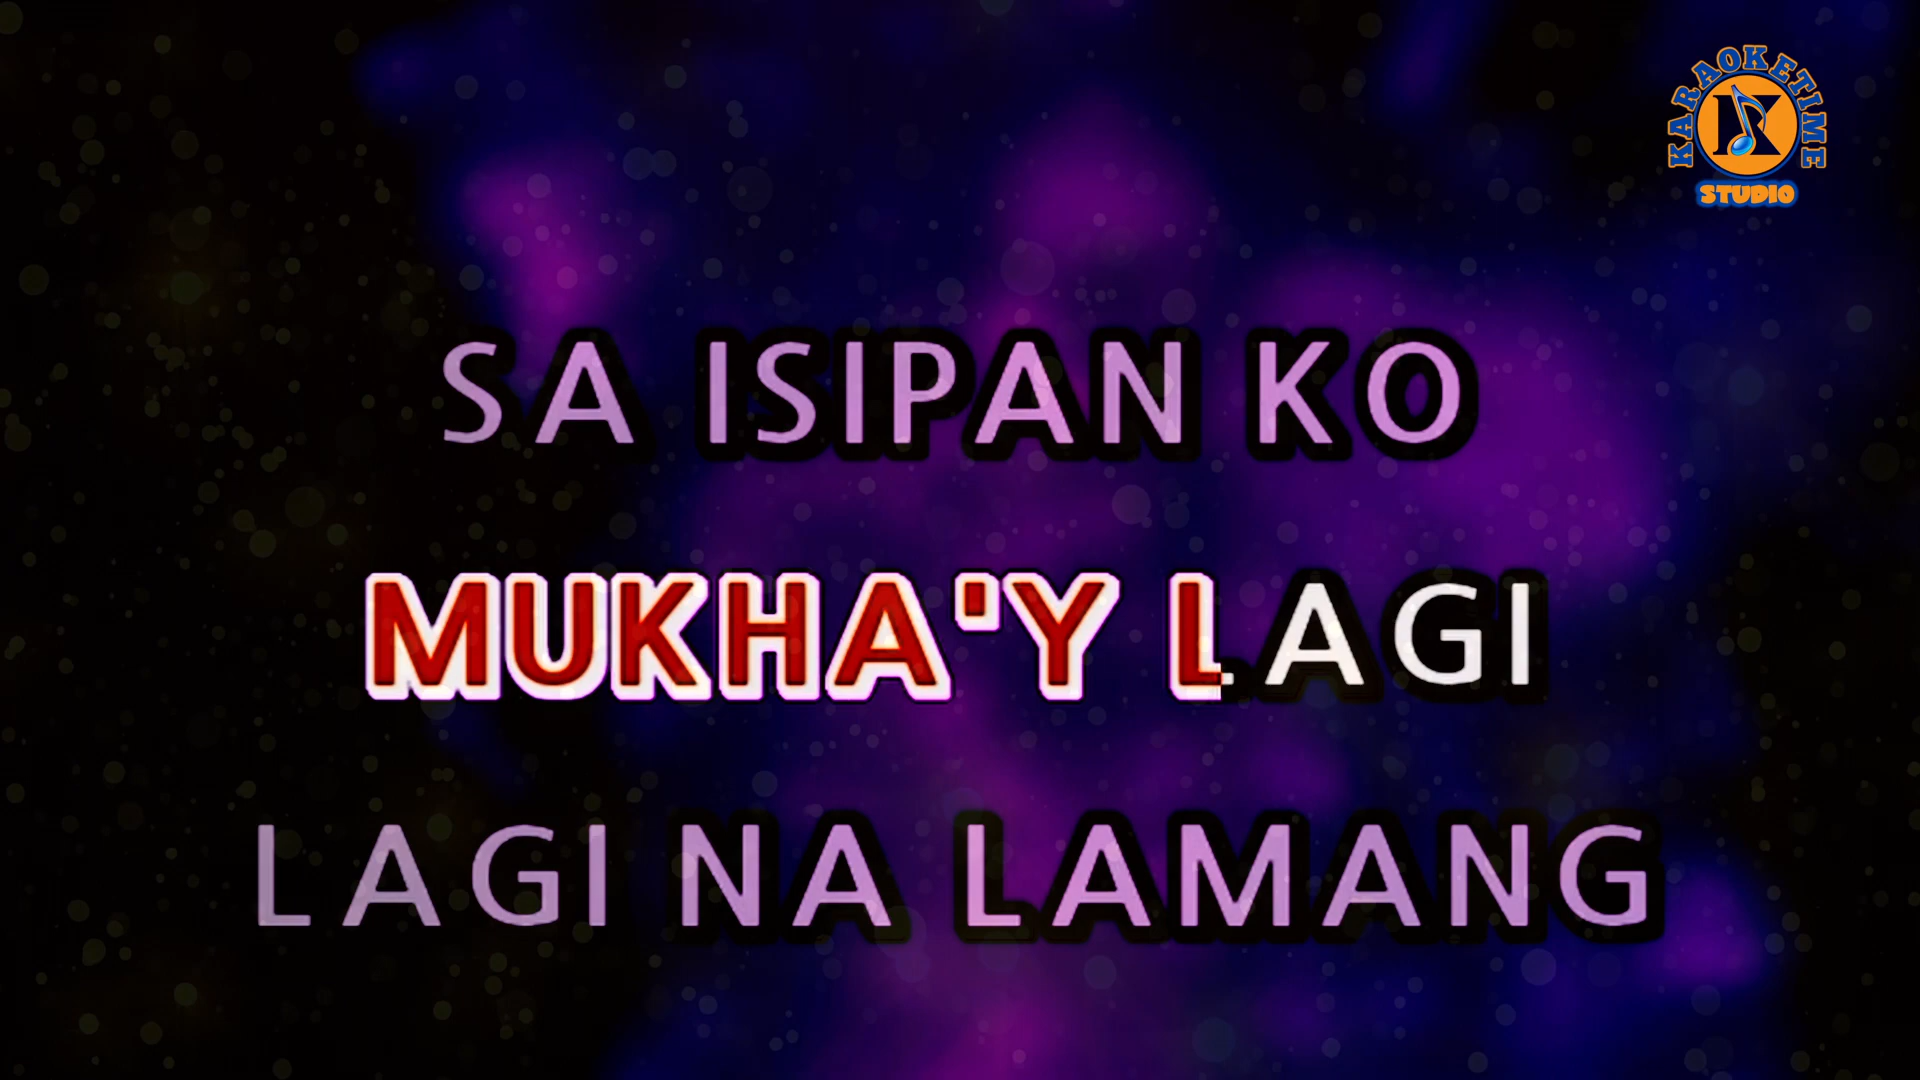 KARAOKETIME
K
STUDIO
SA ISIPAN KO
MUKHA'Y LAGI
LAGI NA LAMANG